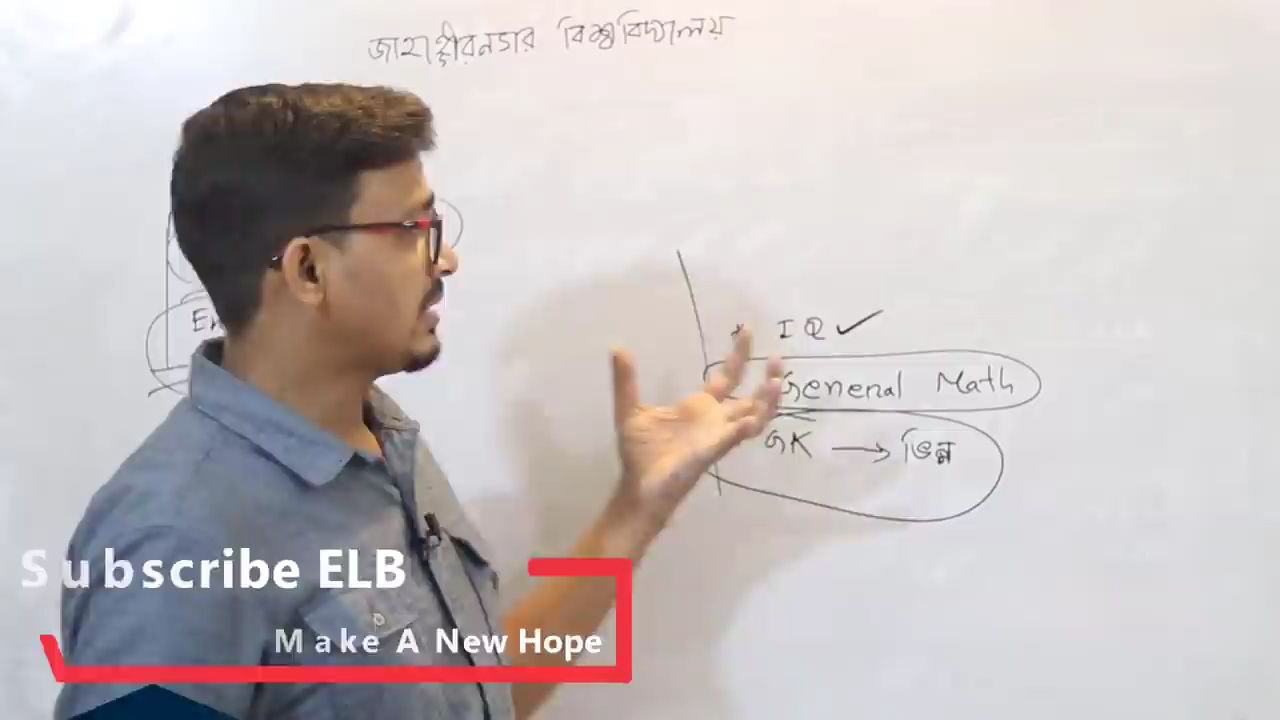 জাহাঙ্গীরনগর বিশ্ববিদ্যালয়
IQ ✓
General Math
GK → ভিন্ন
Subscribe ELB
Make A New Hope